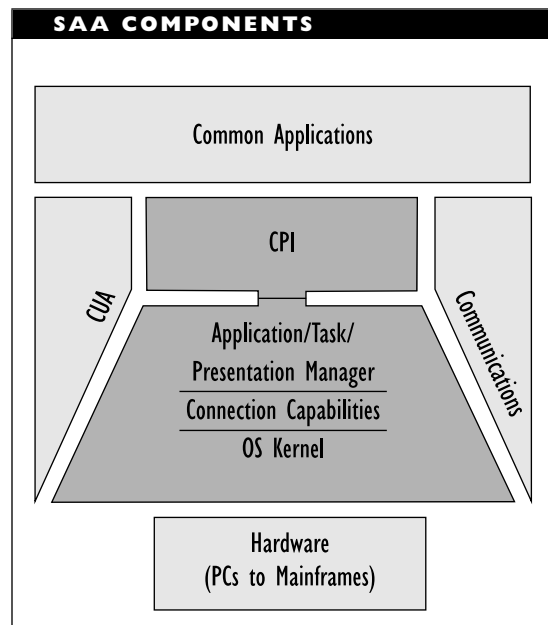 SAA COMPONENTS
Common Applications
CPI
CUA
Communications
Application/Task/
Presentation Manager
Connection Capabilities
OS Kernel
Hardware
(PCs to Mainframes)